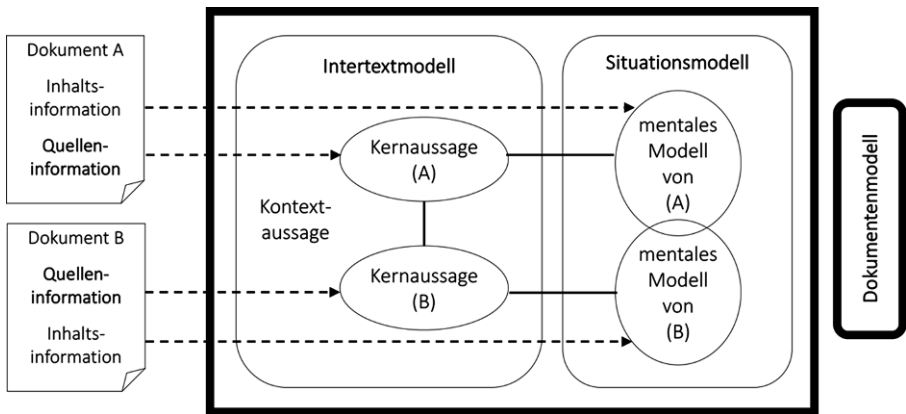 Dokument A
Inhalts-
information
Quellen-
information
Dokument B
Quellen-
information
Inhalts-
information
Intertextmodell
Kernaussage
(A)
Kontext-
aussage
Kernaussage
(B)
Situationsmodell
mentales
Modell
von
(A)
mentales
Modell
von
(B)
Dokumentenmodell